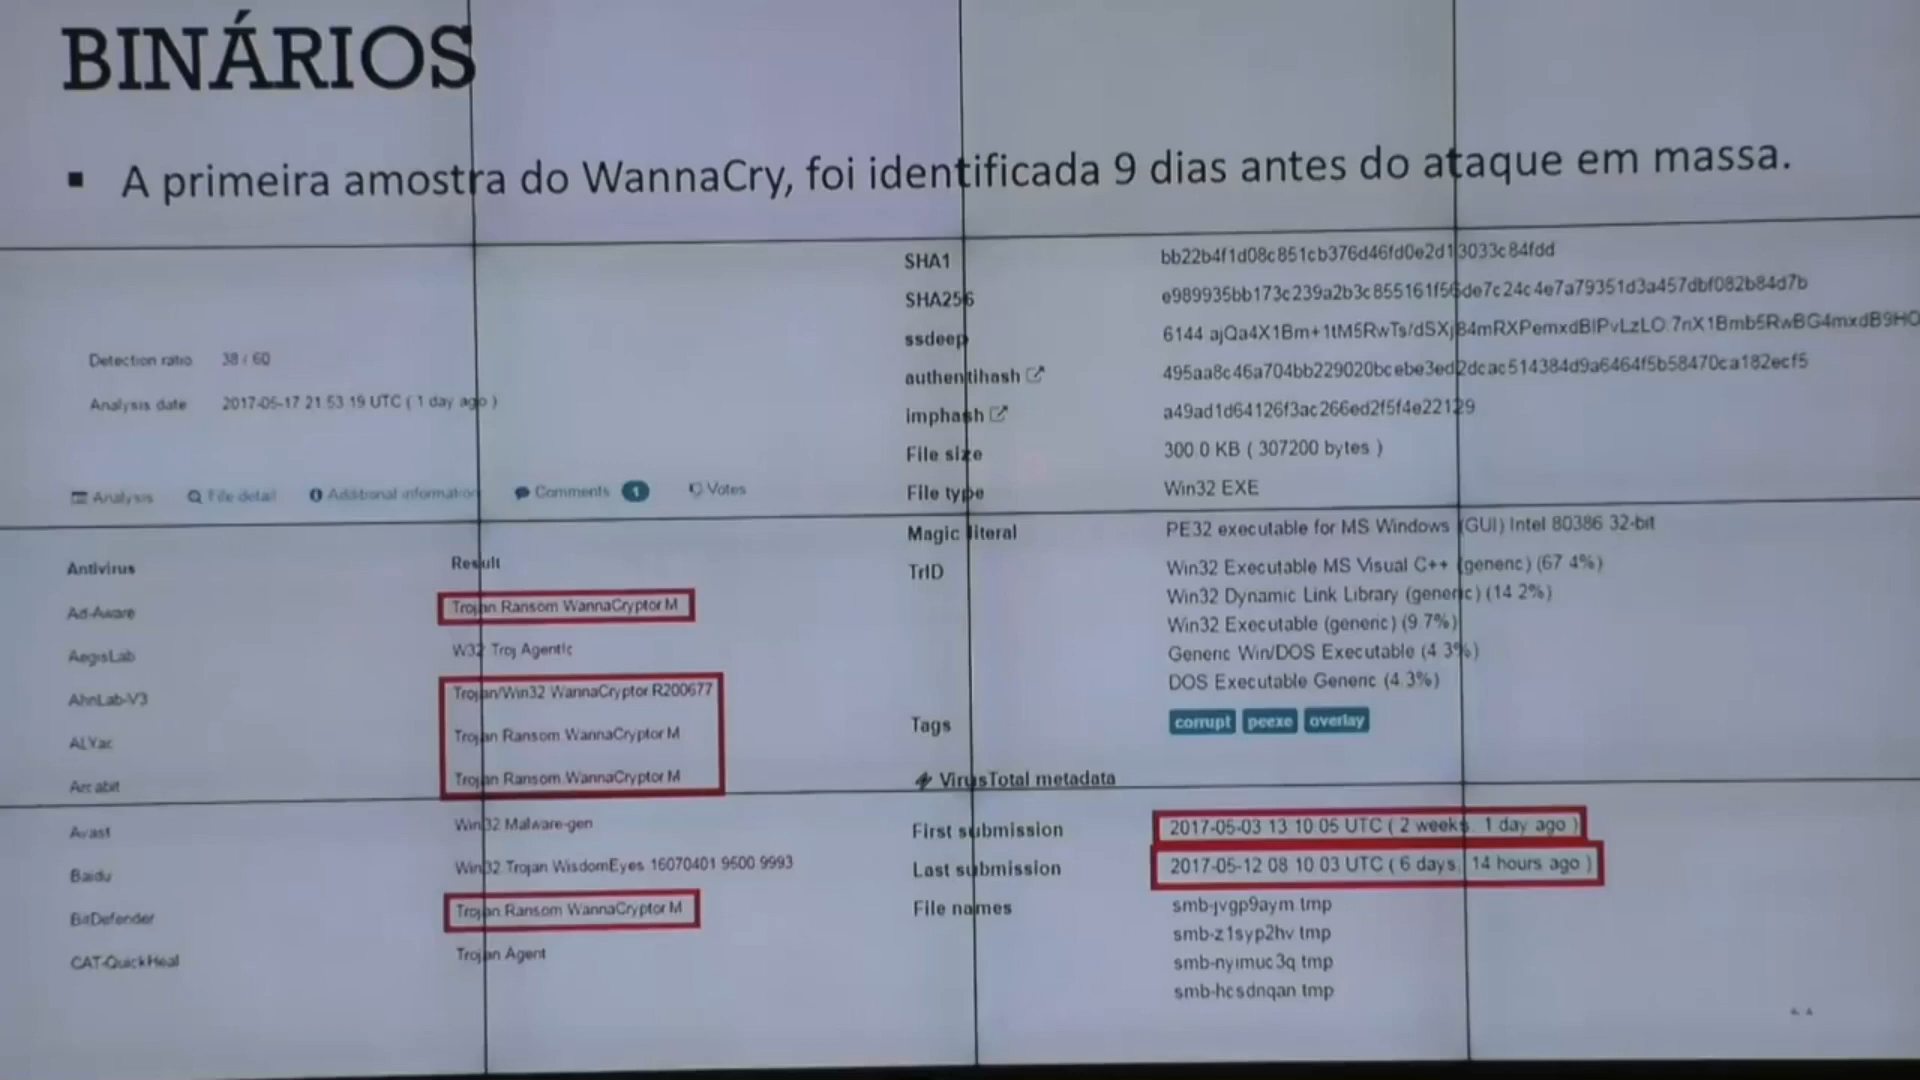 BINÁRIOS
▪ A primeira amostra do WannaCry, foi identificada 9 dias antes do ataque em massa.
Detection ratio 38 / 60
Analysis date 2017-05-17 21 53 19 UTC ( 1 day ago )
Analysis File detail Additional information Comments 1 Votes
Antivirus Result
Ad-Aware Trojan Ransom WannaCryptor M
AegisLab W32 Troj Agentic
AhnLab-V3 Trojan/Win32 WannaCryptor R200677
ALYac Trojan Ransom WannaCryptor M
Arcabit Trojan Ransom WannaCryptor M
Avast Win32 Malware-gen
Baidu Win32 Trojan WisdomEyes 16070401 9500 9993
BitDefender Trojan Ransom WannaCryptor M
CAT-QuickHeal Trojan Agent
SHA1 bb22b4f1d08c851cb376d46fd0e2d13033c84fdd
SHA256 e989935bb173c239a2b3c855161f56de7c24c4e7a79351d3a457dbf082b84d7b
ssdeep
authentihash 495aa8c46a704bb229020bcebe3ed2dcac514384d9a6464f5b58470ca182ecf5
imphash a49ad1d64126f3ac266ed2f5f4e22129
File size 300.0 KB ( 307200 bytes )
File type Win32 EXE
Magic literal PE32 executable for MS Windows (GUI) Intel 80386 32-bit
TrID Win32 Executable MS Visual C++ (generic) (67 4%)
Win32 Dynamic Link Library (generic) (14 2%)
Win32 Executable (generic) (9.7%)
Generic Win/DOS Executable (4 3%)
DOS Executable Generic (4.3%)
Tags corrupt peexe overlay
VirusTotal metadata
First submission 2017-05-03 13 10 05 UTC ( 2 weeks, 1 day ago )
Last submission 2017-05-12 08 10 03 UTC ( 6 days, 14 hours ago )
File names smb-jvgp9aym.tmp
smb-z1syp2hv tmp
smb-nyimuc3q tmp
smb-hcsdnqan tmp